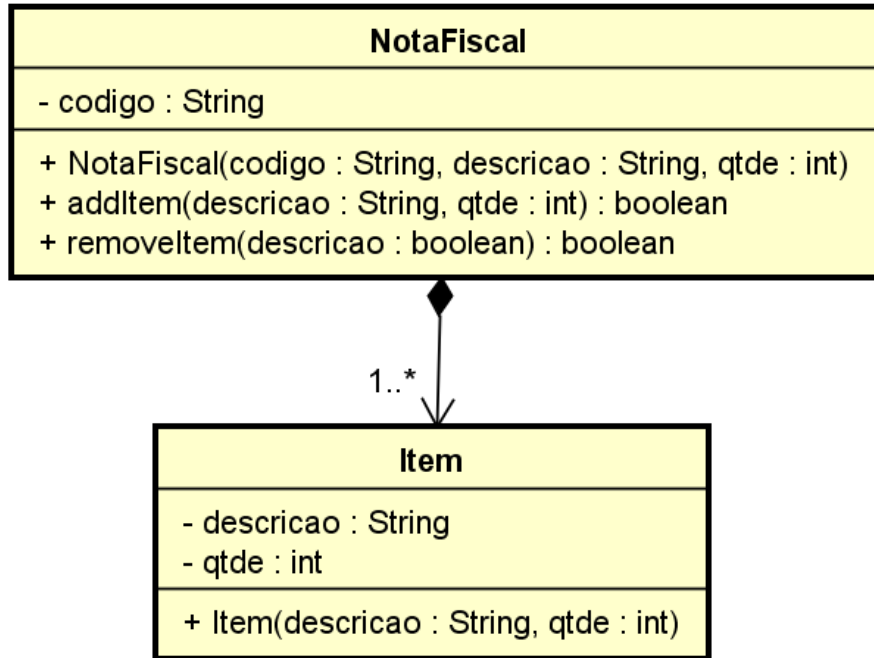 NotaFiscal
- codigo : String
+ NotaFiscal(codigo : String, descricao : String, qtde : int)
+ addItem(descricao : String, qtde : int) : boolean
+ removeItem(descricao : boolean) : boolean
1..*
Item
- descricao : String
- qtde : int
+ Item(descricao : String, qtde : int)